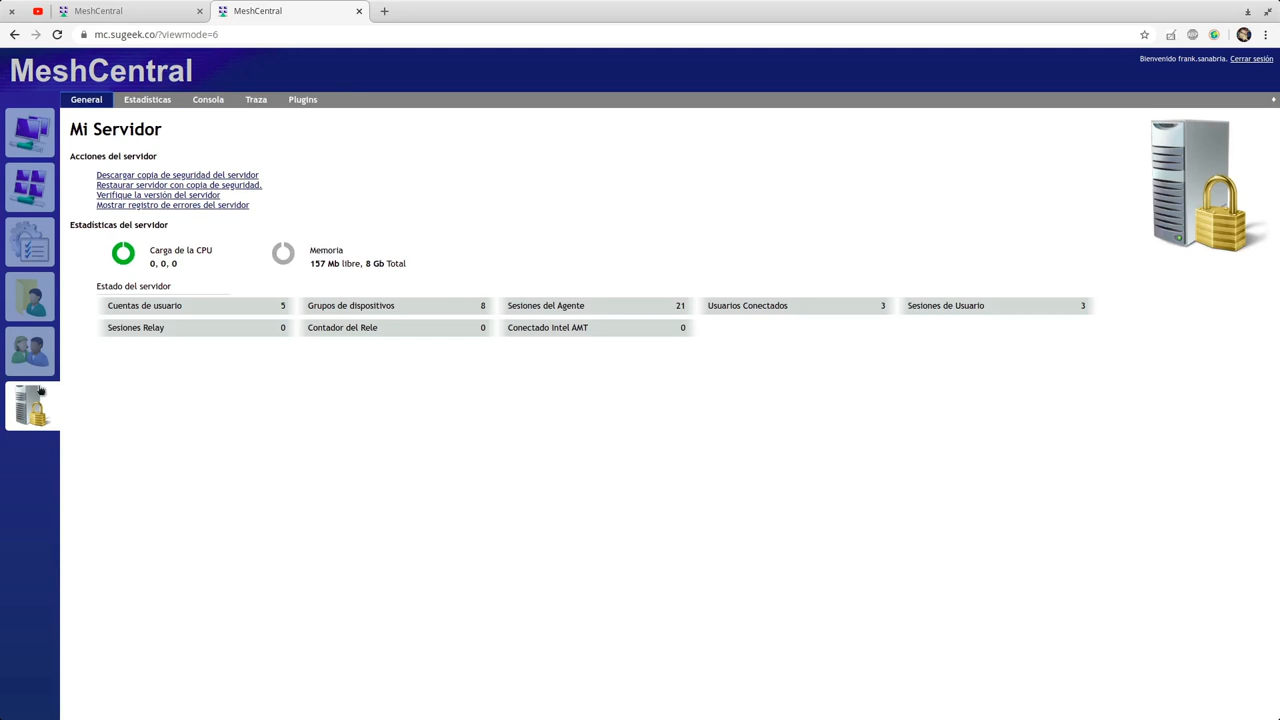 MeshCentral
MeshCentral
mc.sugeek.co/?viewmode=6
MeshCentral
Bienvenido frank.sanabria. Cerrar sesión
General Estadísticas Consola Traza Plugins
Mi Servidor
Acciones del servidor
Descargar copia de seguridad del servidor
Restaurar servidor con copia de seguridad.
Verifique la versión del servidor
Mostrar registro de errores del servidor
Estadísticas del servidor
Carga de la CPU
0, 0, 0
Memoria
157 Mb libre, 8 Gb Total
Estado del servidor
Cuentas de usuario 5 Grupos de dispositivos 8 Sesiones del Agente 21 Usuarios Conectados 3 Sesiones de Usuario 3
Sesiones Relay 0 Contador del Rele 0 Conectado Intel AMT 0